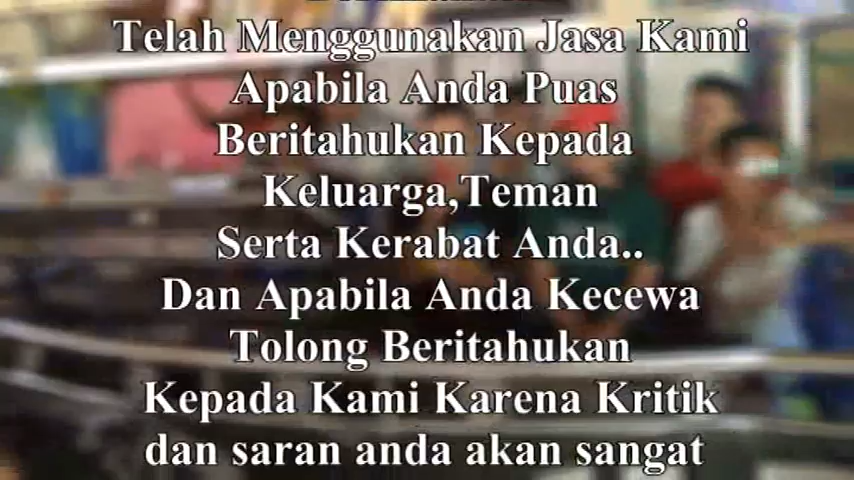 Telah Menggunakan Jasa Kami
Apabila Anda Puas
Beritahukan Kepada
Keluarga,Teman
Serta Kerabat Anda..
Dan Apabila Anda Kecewa
Tolong Beritahukan
Kepada Kami Karena Kritik
dan saran anda akan sangat